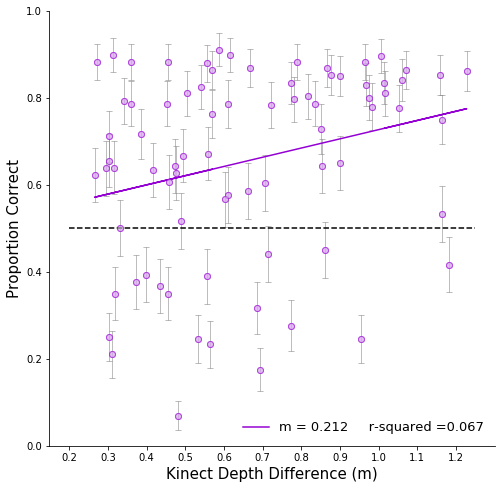 1.0
0.8
0.6
0.4
0.2
0.0
Proportion Correct
m = 0.212 r-squared =0.067
0.2 0.3 0.4 0.5 0.6 0.7 0.8 0.9 1.0 1.1 1.2
Kinect Depth Difference (m)